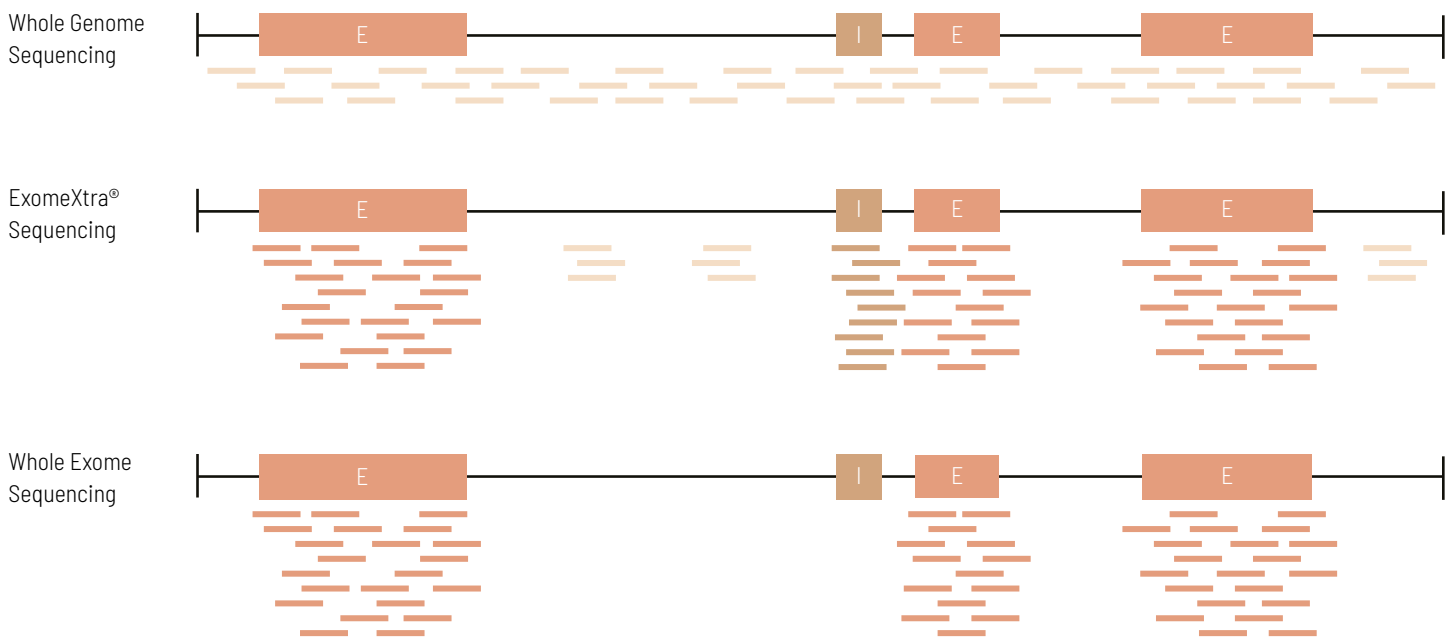 Whole Genome
Sequencing
E I E E
ExomeXtra®
Sequencing
E I E E
Whole Exome
Sequencing
E I E E